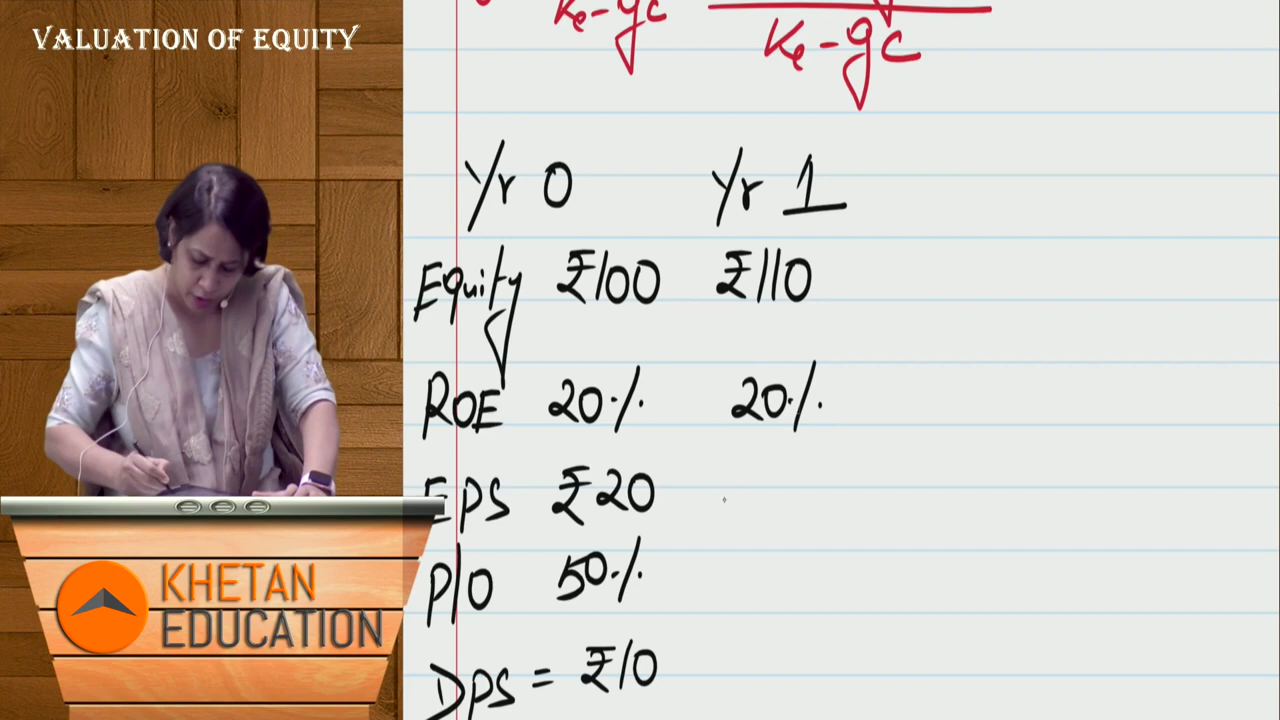 VALUATION OF EQUITY
Ke-gc
Ke-gc
Yr 0 Yr 1
Equity ₹100 ₹110
ROE 20% 20%
EPS ₹20
P/O 50%
DPS = ₹10
KHETAN
EDUCATION